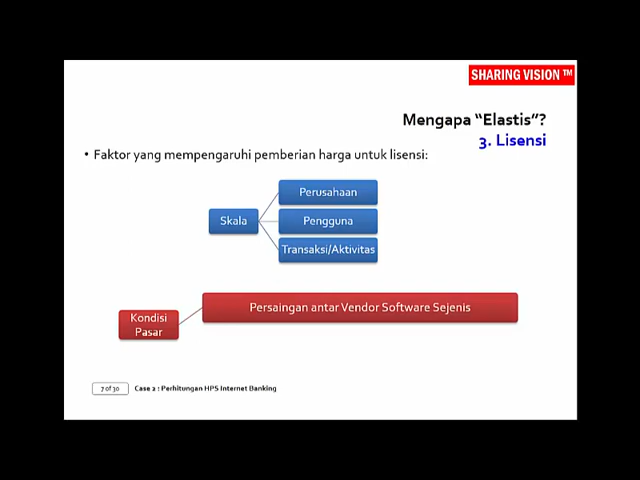 SHARING VISION ™
Mengapa “Elastis”?
3. Lisensi
• Faktor yang mempengaruhi pemberian harga untuk lisensi:
Perusahaan
Skala
Pengguna
Transaksi/Aktivitas
Persaingan antar Vendor Software Sejenis
Kondisi
Pasar
7 of 30
Case 2 : Perhitungan HPS Internet Banking